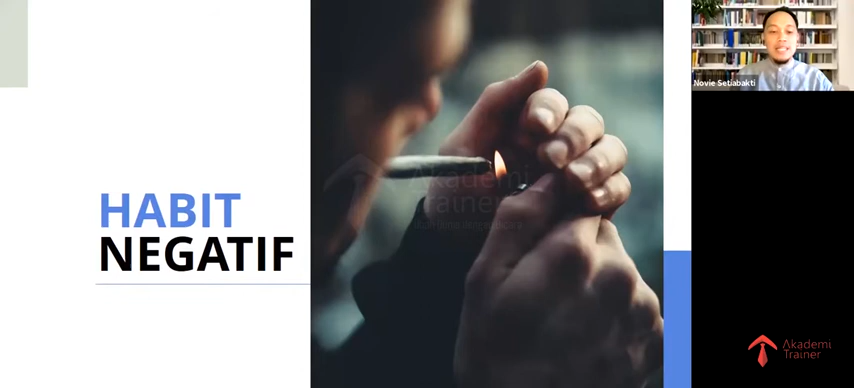 HABIT
NEGATIF
Akademi
Trainer
Novie Setiabakti
Akademi
Trainer